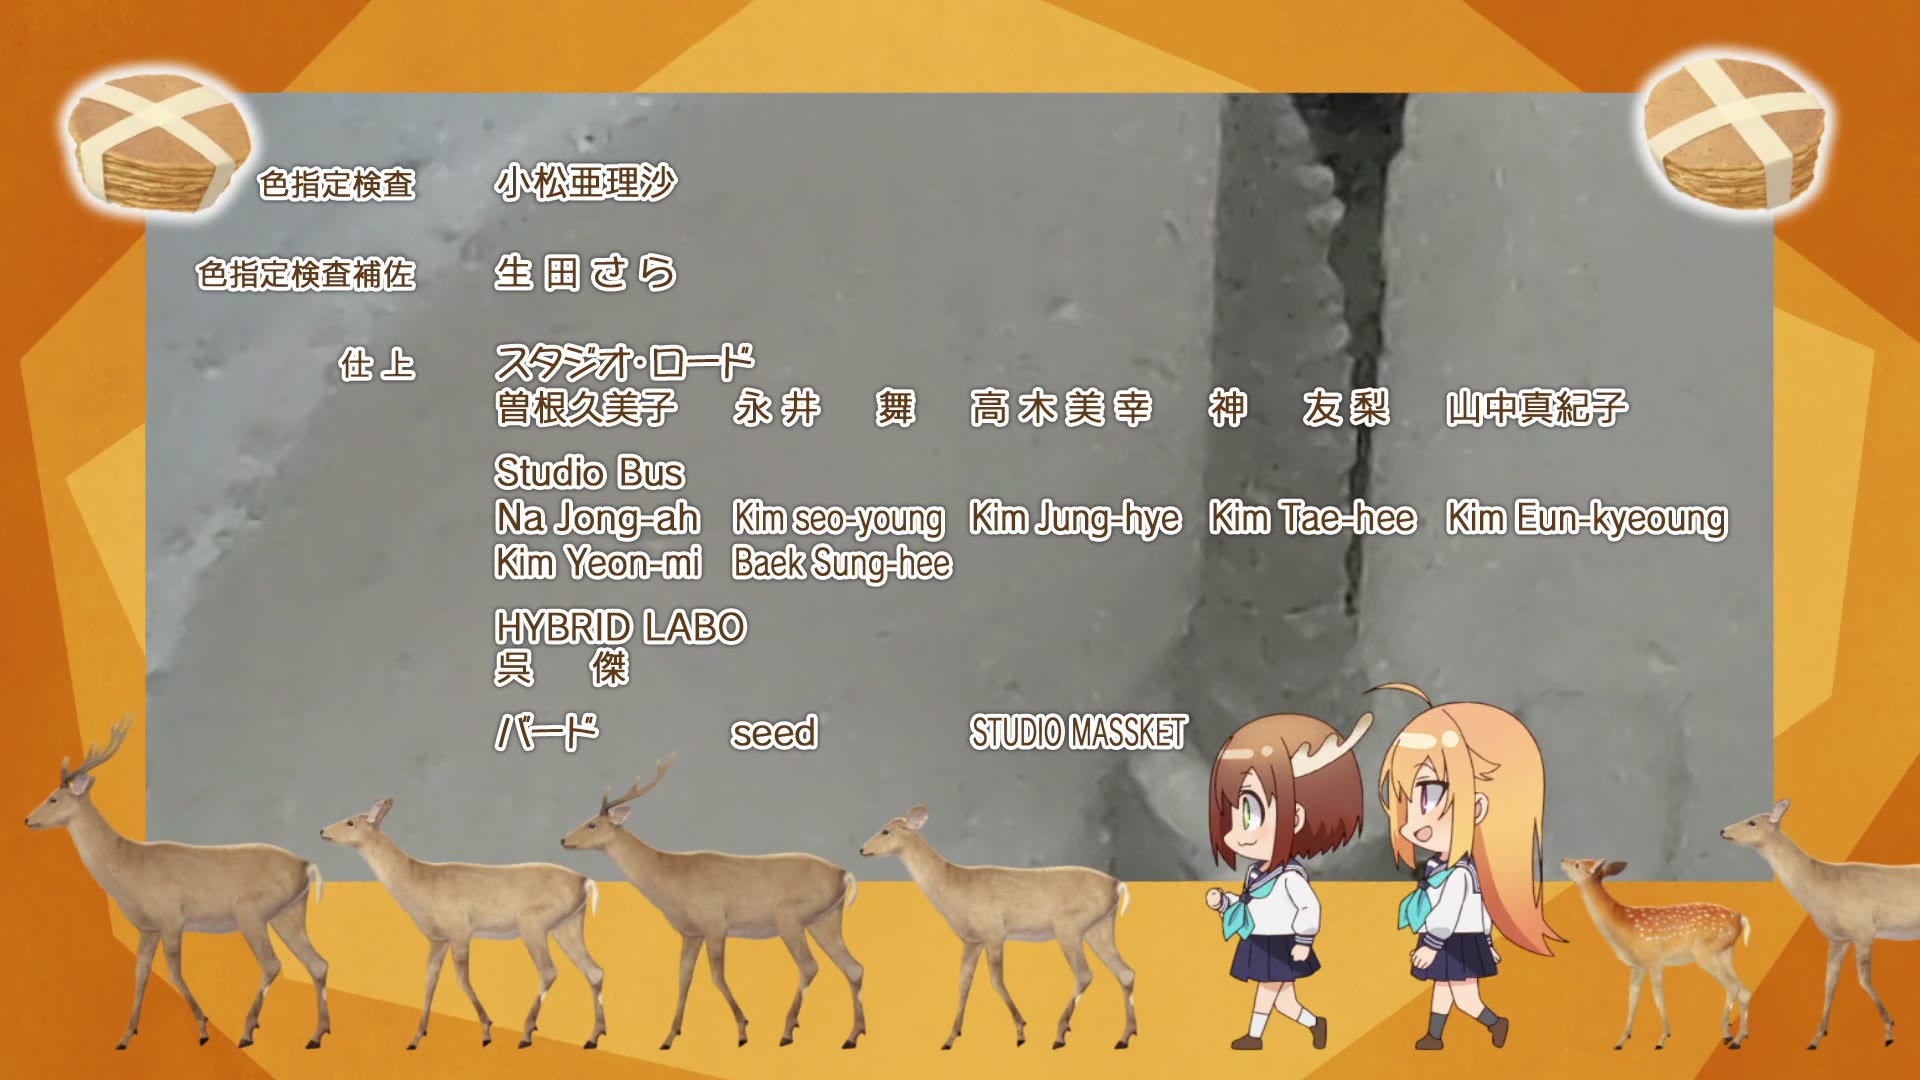 色指定検査 小松亜理沙
色指定検査補佐 生田さら
仕上 スタジオ・ロード
曽根久美子 永井 舞 高木美幸 神 友梨 山中真紀子
Studio Bus
Na Jong-ah Kim seo-young Kim Jung-hye Kim Tae-hee Kim Eun-kyeoung
Kim Yeon-mi Baek Sung-hee
HYBRID LABO
呉 傑
バード seed STUDIO MASSKET